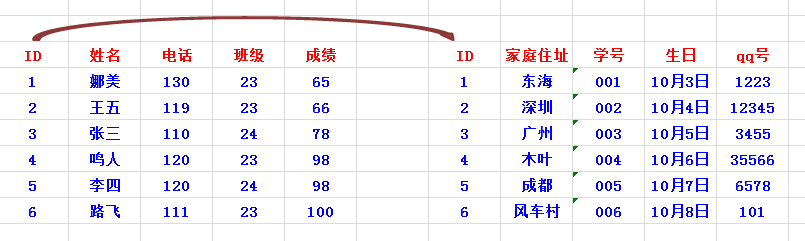 ID 姓名 电话 班级 成绩 ID 家庭住址 学号 生日 qq号
1 娜美 130 23 65 1 东海 001 10月3日 1223
2 王五 119 23 66 2 深圳 002 10月4日 12345
3 张三 110 24 78 3 广州 003 10月5日 3455
4 鸣人 120 23 98 4 木叶 004 10月6日 35566
5 李四 120 24 98 5 成都 005 10月7日 6578
6 路飞 111 23 100 6 风车村 006 10月8日 101